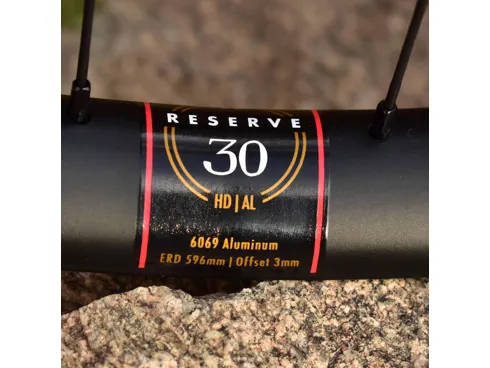 RESERVE
30
HD|AL
6069 Aluminum
ERD 596mm | Offset 3mm